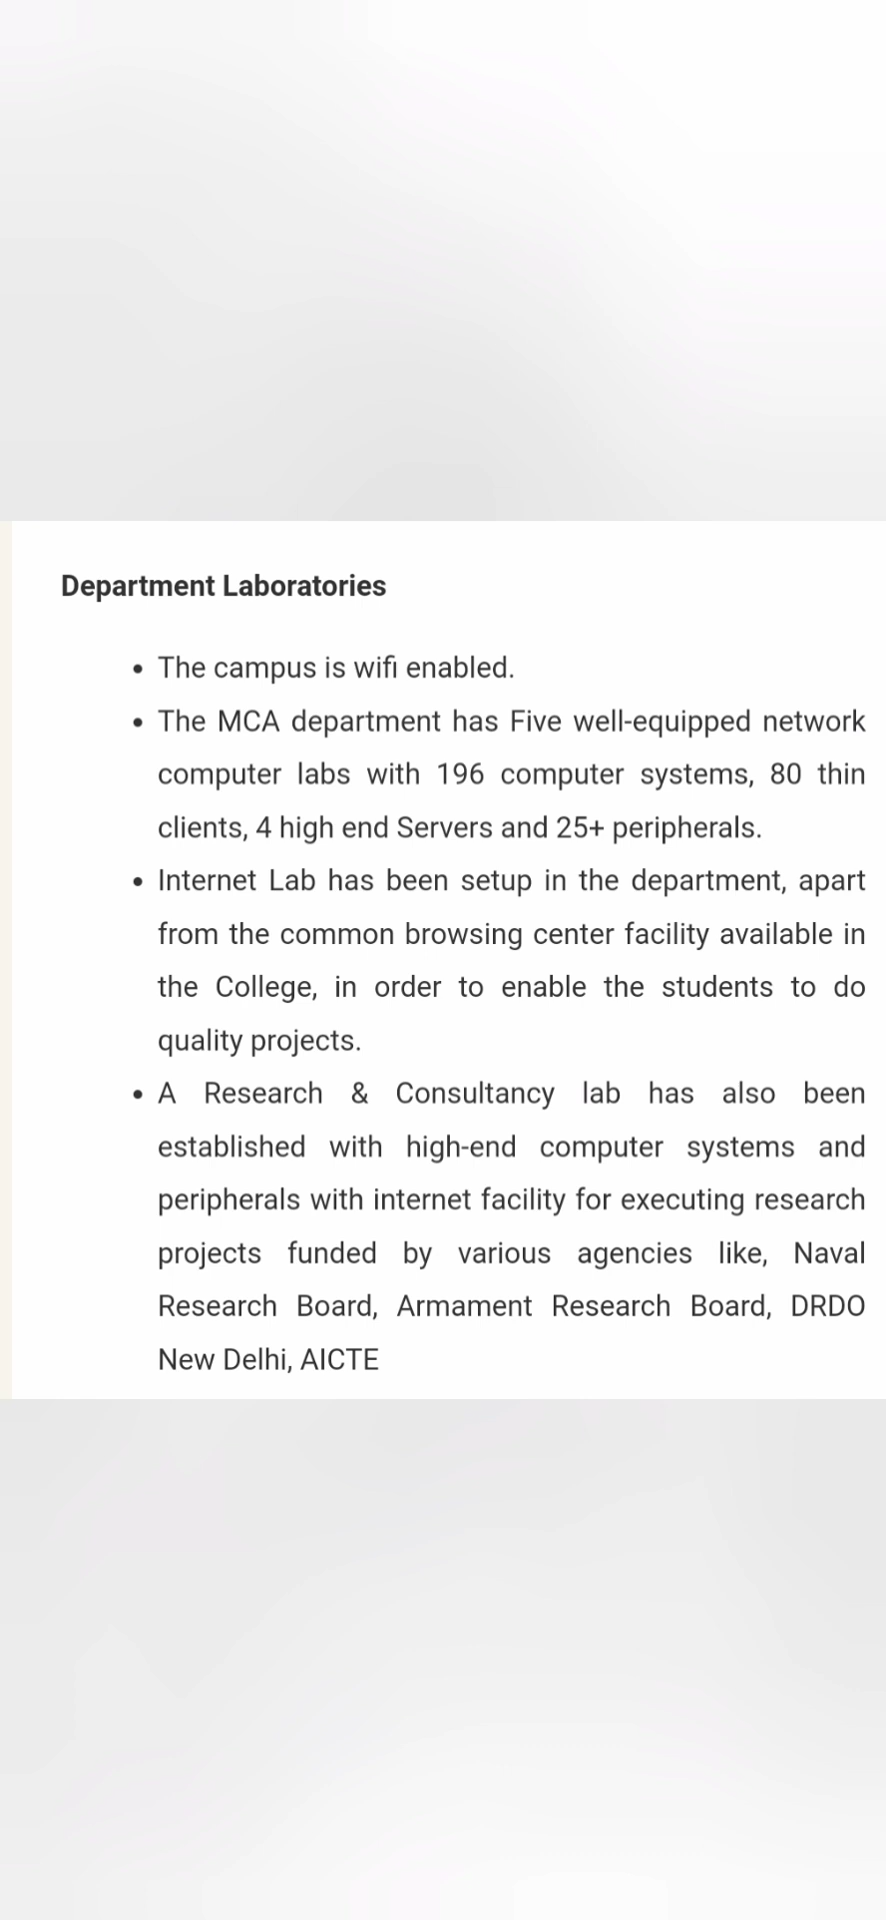 Department Laboratories
• The campus is wifi enabled.
• The MCA department has Five well-equipped network
computer labs with 196 computer systems, 80 thin
clients, 4 high end Servers and 25+ peripherals.
• Internet Lab has been setup in the department, apart
from the common browsing center facility available in
the College, in order to enable the students to do
quality projects.
• A Research & Consultancy lab has also been
established with high-end computer systems and
peripherals with internet facility for executing research
projects funded by various agencies like, Naval
Research Board, Armament Research Board, DRDO
New Delhi, AICTE